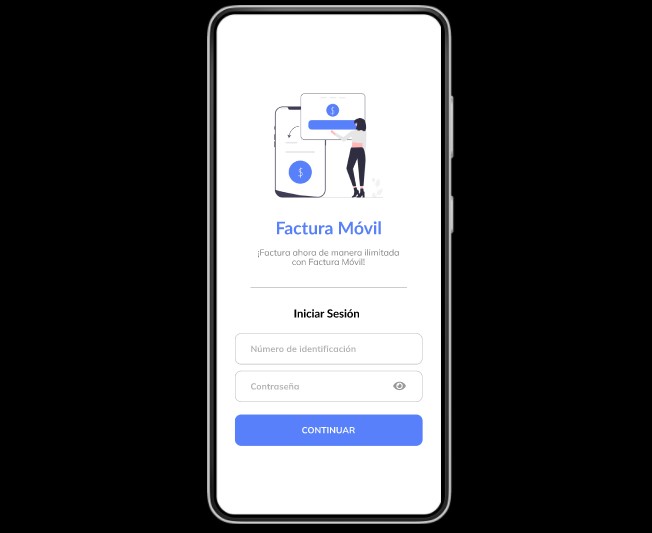 $
$
Factura Móvil
¡Factura ahora de manera ilimitada
con Factura Móvil!
Iniciar Sesión
Número de identificación
Contraseña
CONTINUAR